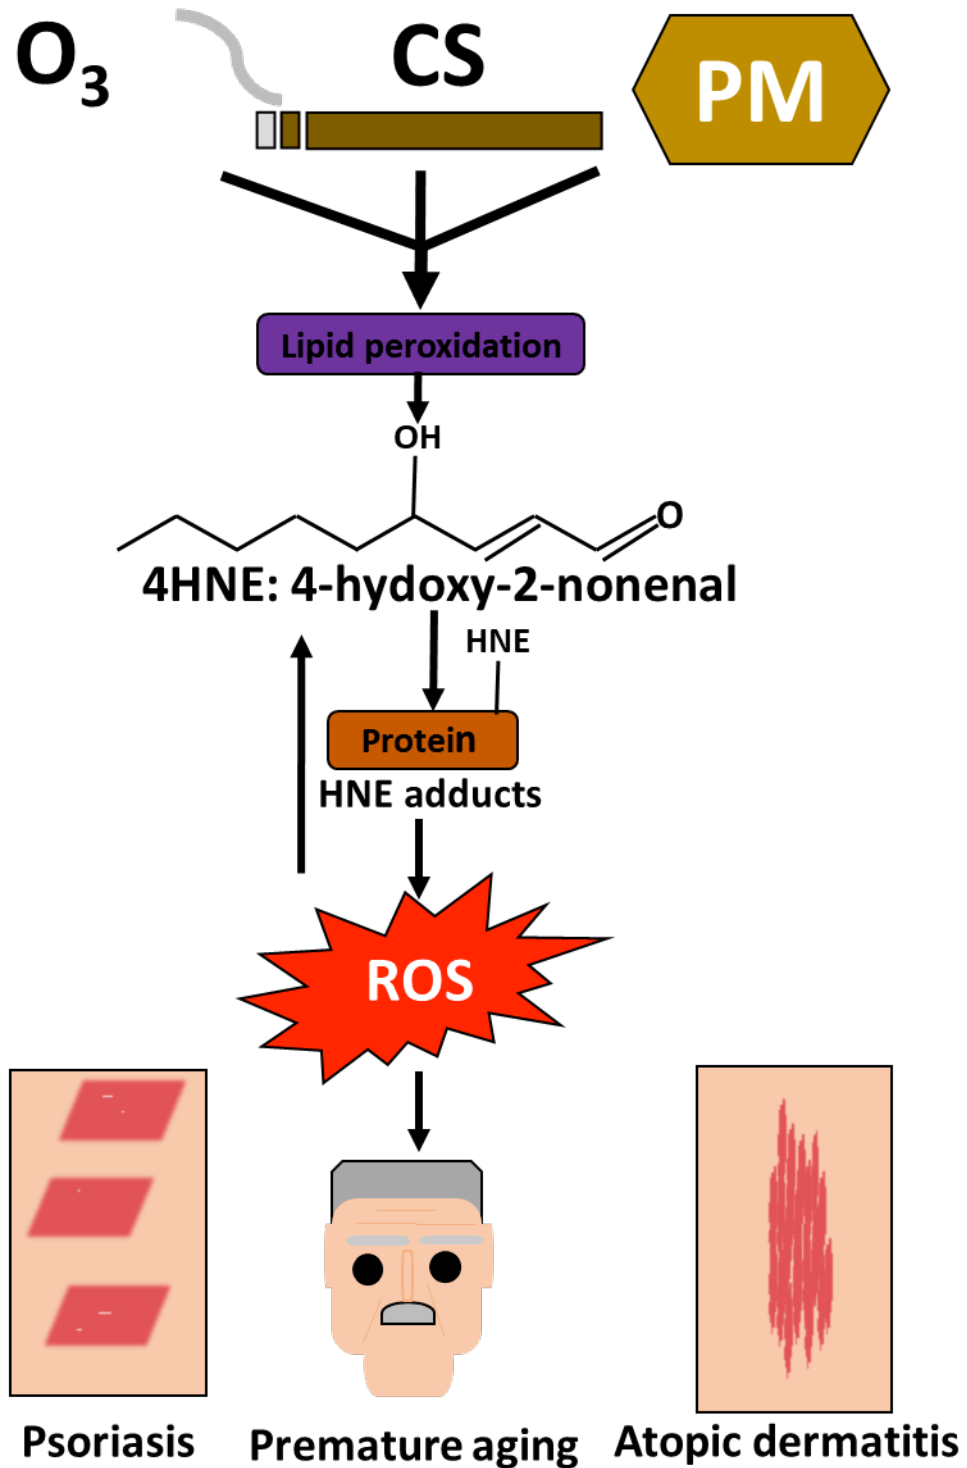 O₃
CS
PM
Lipid peroxidation
OH
O
4HNE: 4-hydoxy-2-nonenal
HNE
Protein
HNE adducts
ROS
Psoriasis
Premature aging
Atopic dermatitis